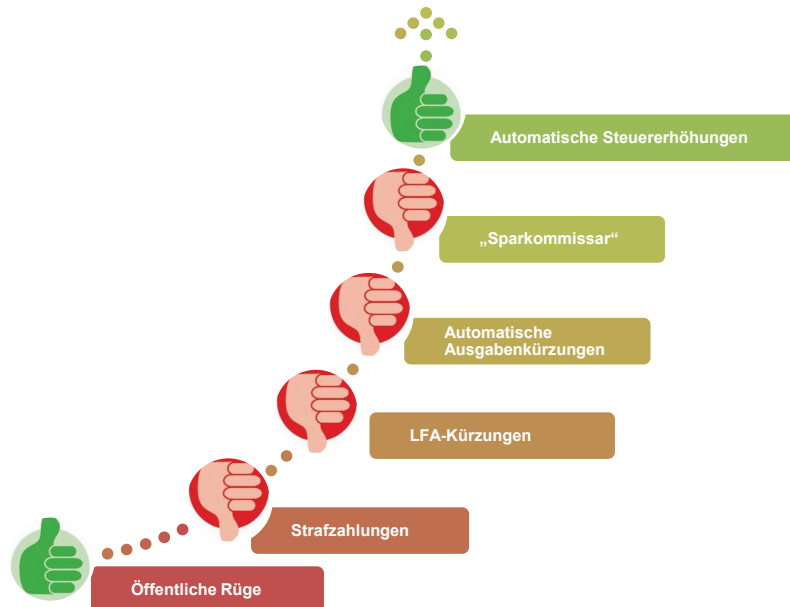 Automatische Steuererhöhungen
„Sparkommissar“
Automatische
Ausgabenkürzungen
LFA-Kürzungen
Strafzahlungen
Öffentliche Rüge